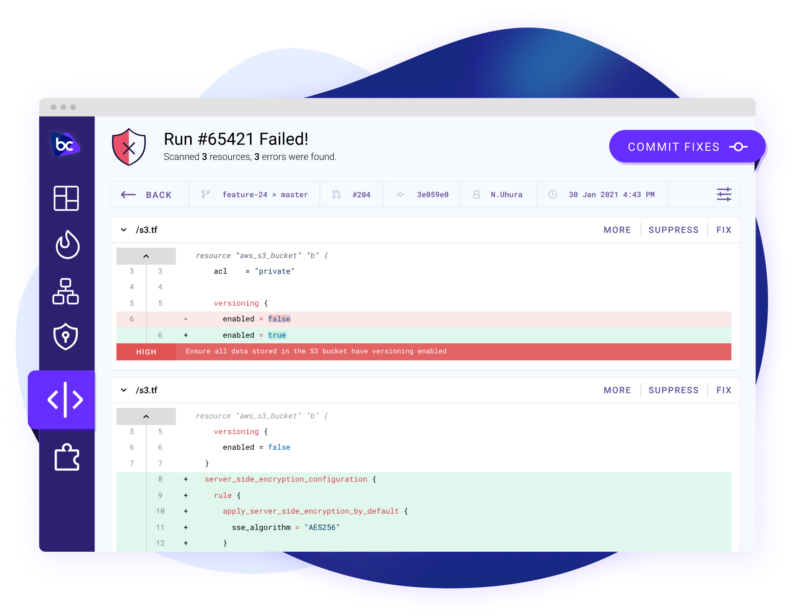 bc
Run #65421 Failed!
Scanned 3 resources, 3 errors were found.
COMMIT FIXES
BACK feature-24 > master #204 3e059e0 N.Uhura 30 Jan 2021 4:43 PM
/s3.tf MORE SUPPRESS FIX
resource "aws_s3_bucket" "b" {
3 3 acl = "private"
4 4
5 5 versioning {
6 - enabled = false
6 + enabled = true
HIGH Ensure all data stored in the S3 bucket have versioning enabled
/s3.tf MORE SUPPRESS FIX
resource "aws_s3_bucket" "b" {
5 5 versioning {
6 6 enabled = false
7 7 }
8 + server_side_encryption_configuration {
9 + rule {
10 + apply_server_side_encryption_by_default {
11 + sse_algorithm = "AES256"
12 + }